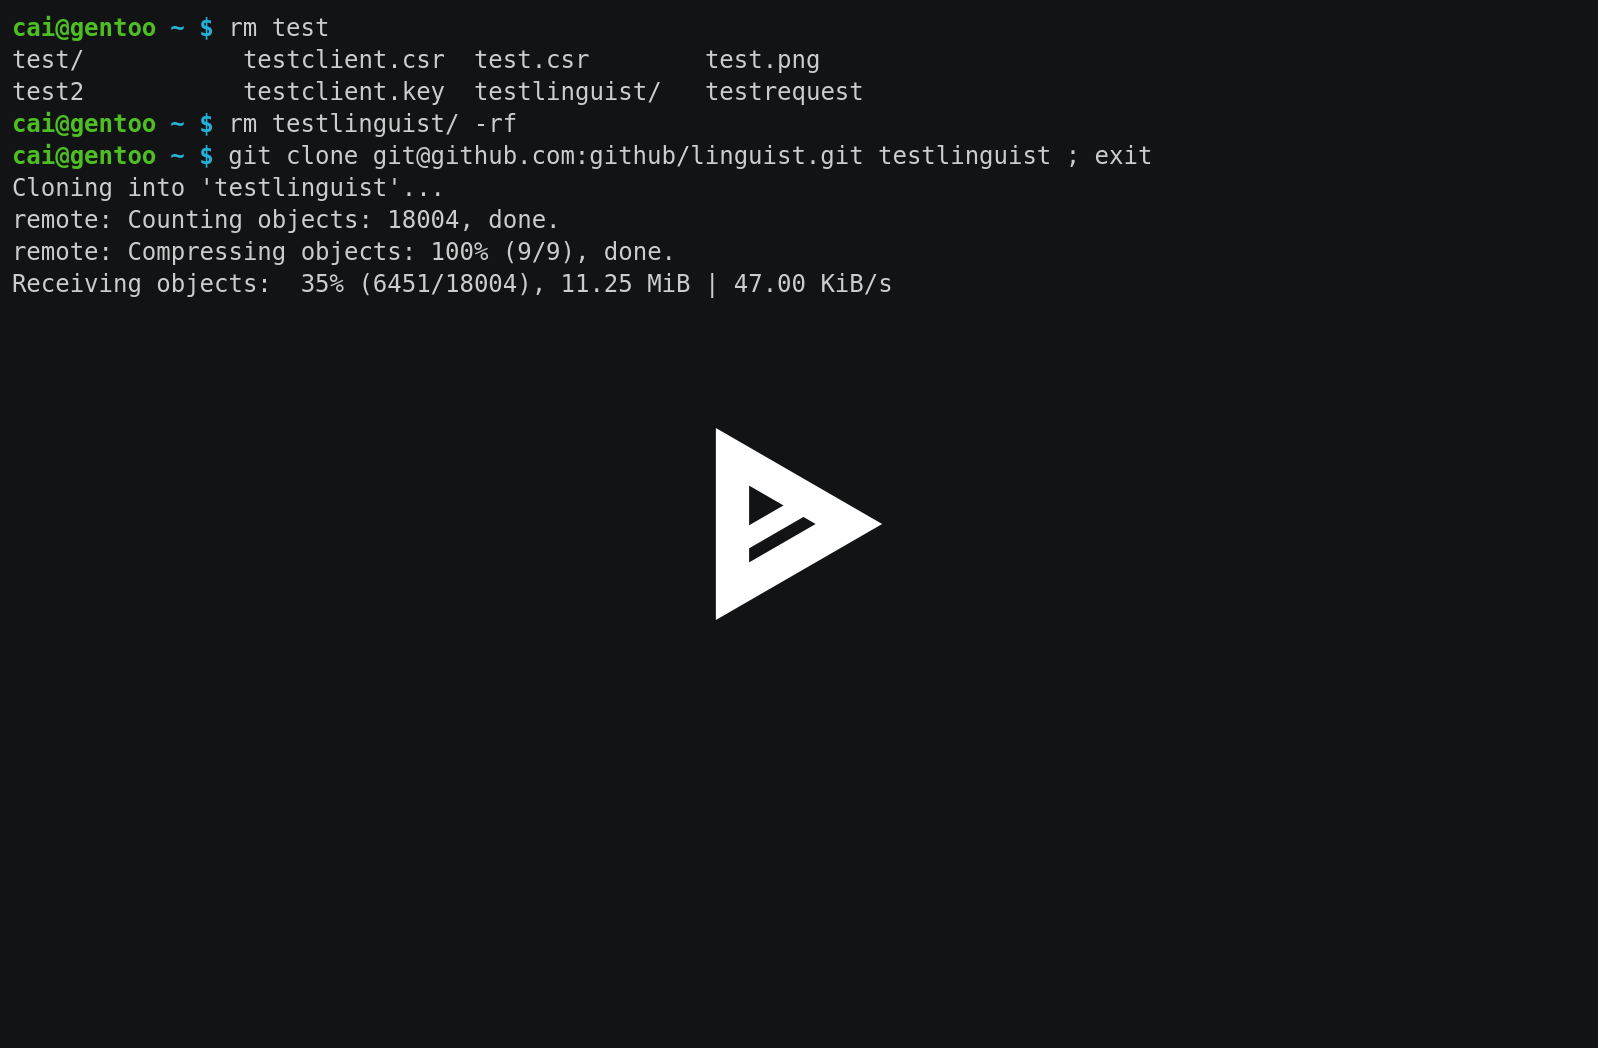 cai@gentoo ~ $ rm test
test/           testclient.csr  test.csr        test.png
test2           testclient.key  testlinguist/   testrequest
cai@gentoo ~ $ rm testlinguist/ -rf
cai@gentoo ~ $ git clone git@github.com:github/linguist.git testlinguist ; exit
Cloning into 'testlinguist'...
remote: Counting objects: 18004, done.
remote: Compressing objects: 100% (9/9), done.
Receiving objects:  35% (6451/18004), 11.25 MiB | 47.00 KiB/s